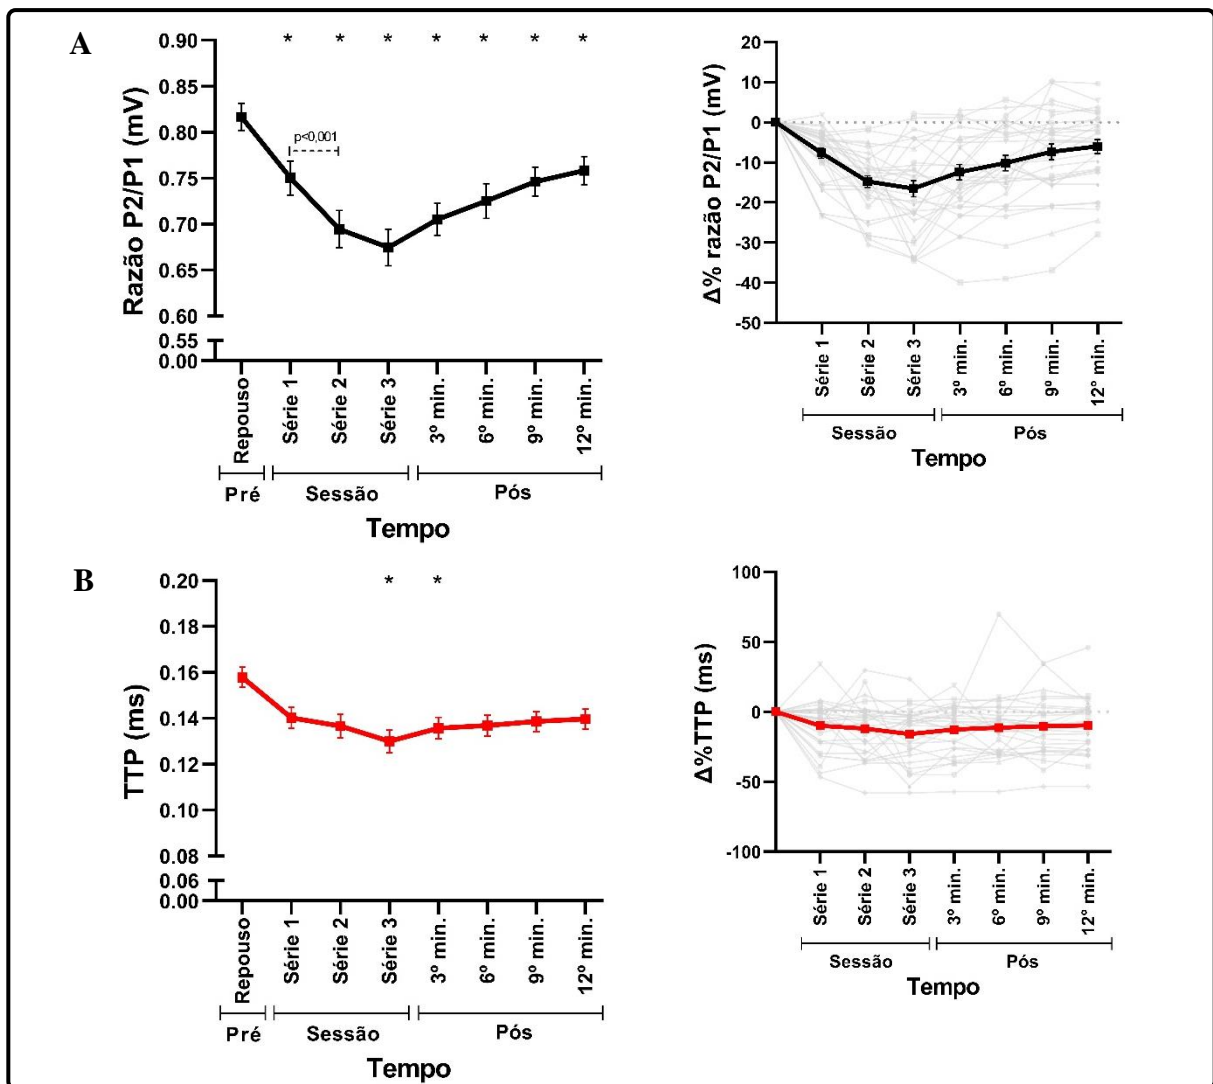 A
Razão P2/P1 (mV)
0.90
0.85
0.80
0.75
0.70
0.65
0.60
0.55
0.00
* * * * * * *
p<0,001
Repouso
Série 1
Série 2
Série 3
3º min.
6º min.
9º min.
12º min.
Pré Sessão Pós
Tempo
Δ% razão P2/P1 (mV)
20
10
0
-10
-20
-30
-40
-50
Série 1
Série 2
Série 3
3º min.
6º min.
9º min.
12º min.
Sessão Pós
Tempo
B
TTP (ms)
0.20
0.18
0.16
0.14
0.12
0.10
0.08
0.06
0.00
* *
Repouso
Série 1
Série 2
Série 3
3º min.
6º min.
9º min.
12º min.
Pré Sessão Pós
Tempo
Δ%TTP (ms)
100
50
0
-50
-100
Série 1
Série 2
Série 3
3º min.
6º min.
9º min.
12º min.
Sessão Pós
Tempo